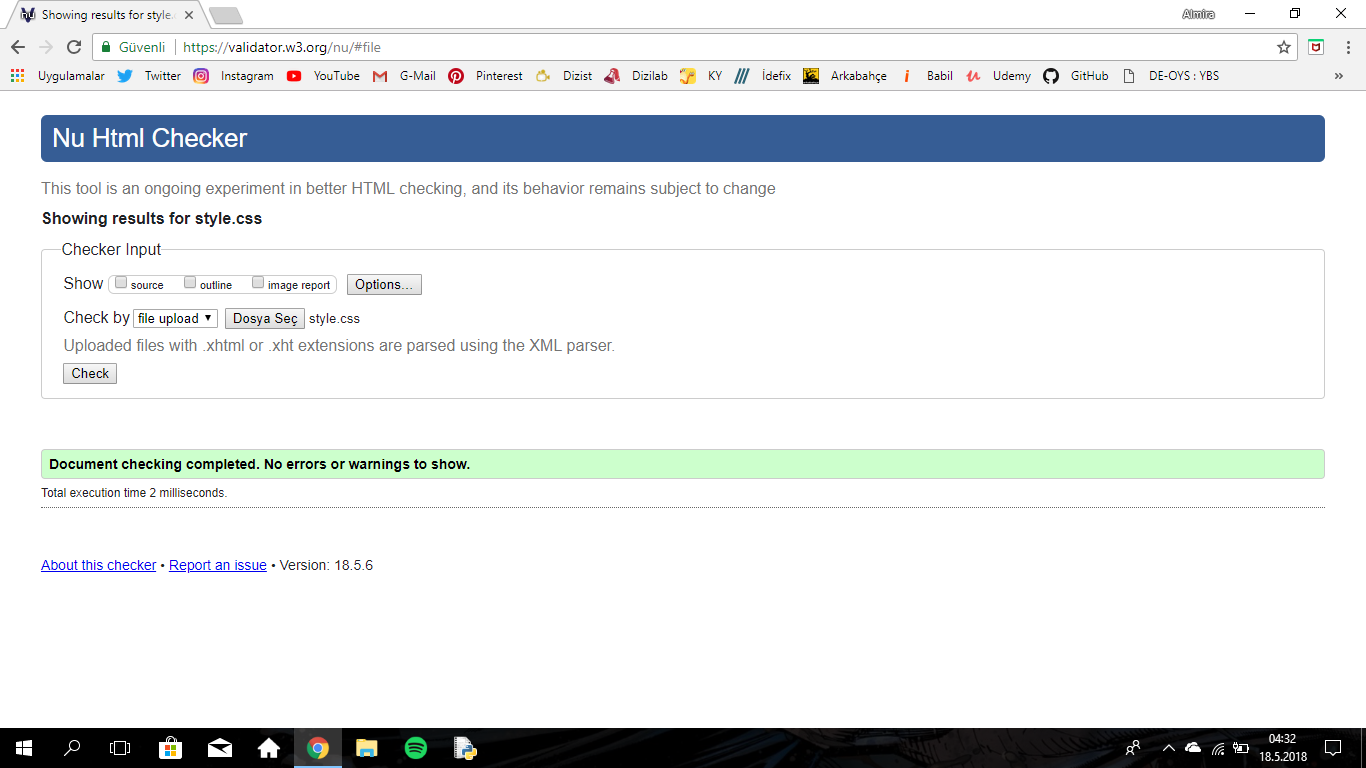 Showing results for style.
Almira
Güvenli
https://validator.w3.org/nu/#file
Uygulamalar Twitter Instagram YouTube G-Mail Pinterest Dizist Dizilab KY İdefix Arkabahçe Babil Udemy GitHub DE-OYS : YBS »
Nu Html Checker
This tool is an ongoing experiment in better HTML checking, and its behavior remains subject to change
Showing results for style.css
Checker Input
Show source outline image report Options...
Check by file upload Dosya Seç style.css
Uploaded files with .xhtml or .xht extensions are parsed using the XML parser.
Check
Document checking completed. No errors or warnings to show.
Total execution time 2 milliseconds.
About this checker • Report an issue • Version: 18.5.6
04:32
18.5.2018